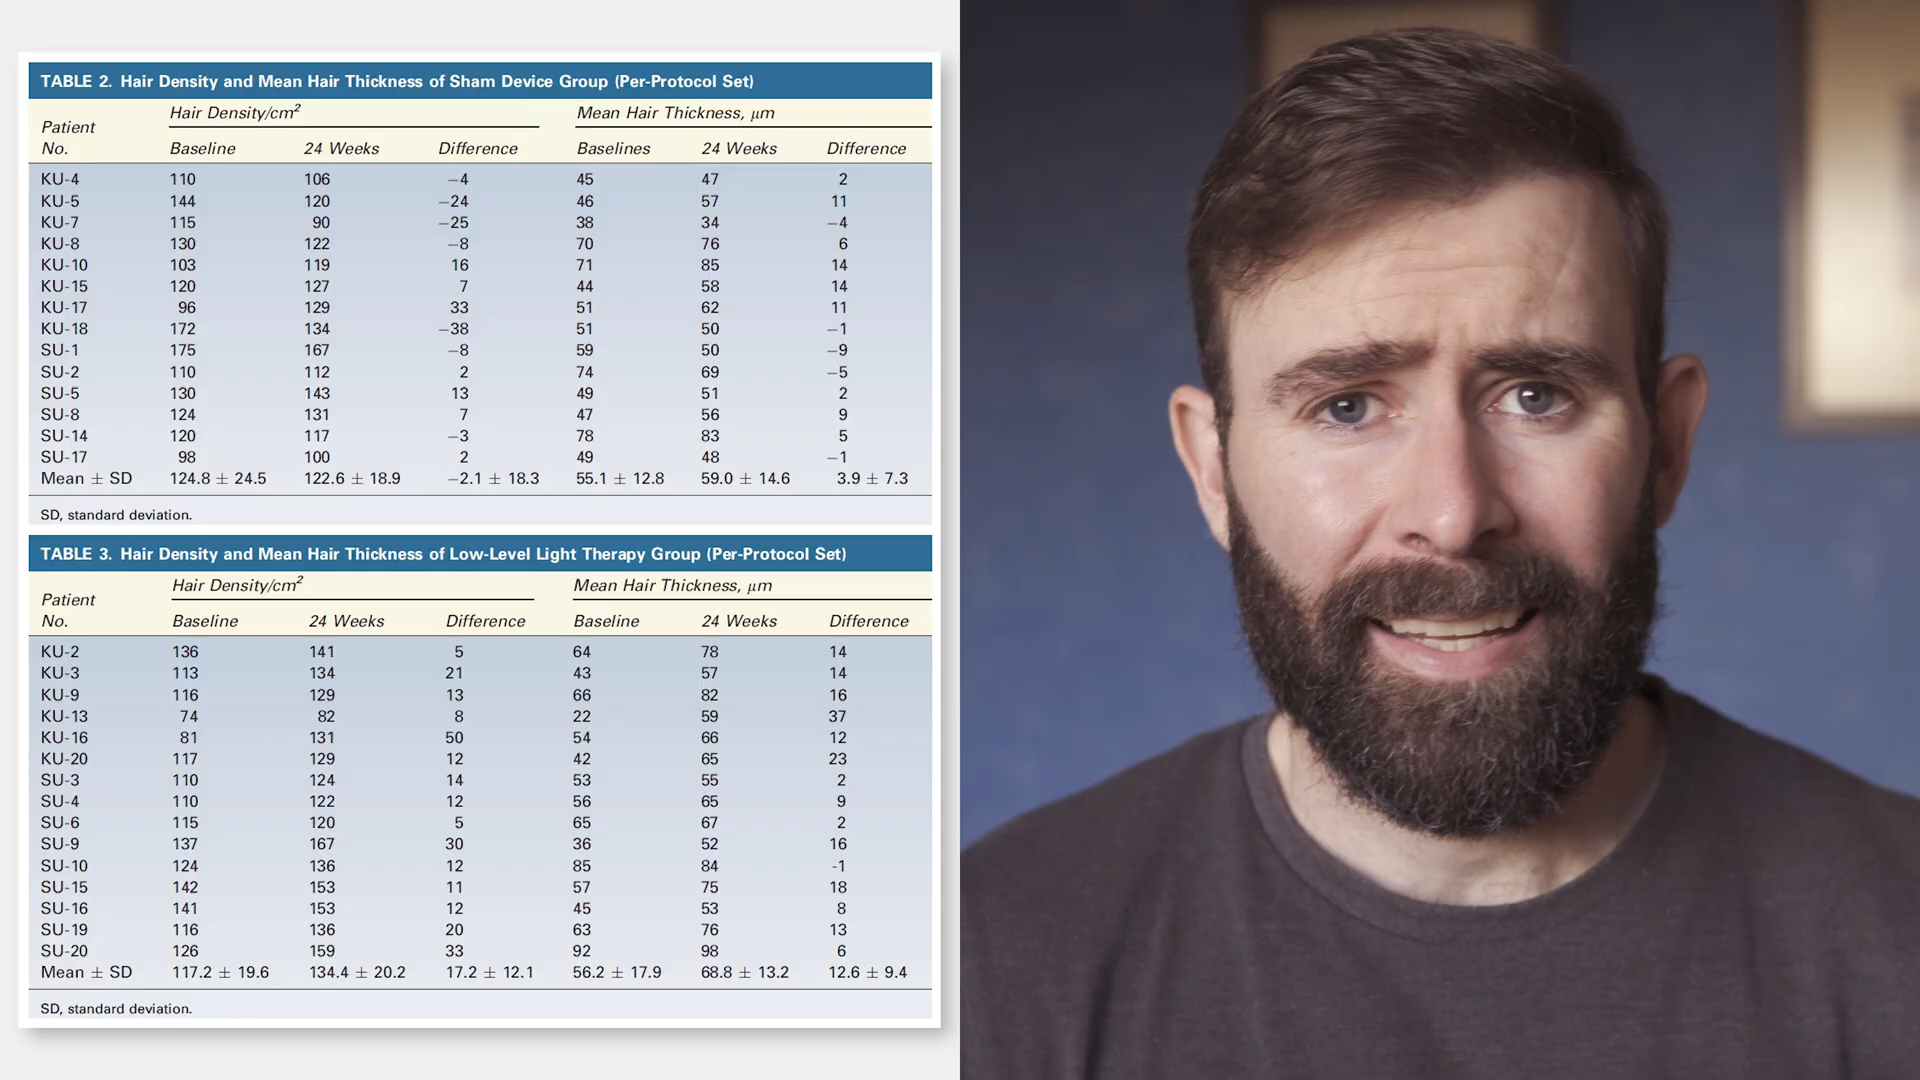 TABLE 2. Hair Density and Mean Hair Thickness of Sham Device Group (Per-Protocol Set)
Hair Density/cm² Mean Hair Thickness, μm
Patient
No. Baseline 24 Weeks Difference Baselines 24 Weeks Difference
KU-4 110 106 −4 45 47 2
KU-5 144 120 −24 46 57 11
KU-7 115 90 −25 38 34 −4
KU-8 130 122 −8 70 76 6
KU-10 103 119 16 71 85 14
KU-15 120 127 7 44 58 14
KU-17 96 129 33 51 62 11
KU-18 172 134 −38 51 50 −1
SU-1 175 167 −8 59 50 −9
SU-2 110 112 2 74 69 −5
SU-5 130 143 13 49 51 2
SU-8 124 131 7 47 56 9
SU-14 120 117 −3 78 83 5
SU-17 98 100 2 49 48 −1
Mean ± SD 124.8 ± 24.5 122.6 ± 18.9 −2.1 ± 18.3 55.1 ± 12.8 59.0 ± 14.6 3.9 ± 7.3
SD, standard deviation.
TABLE 3. Hair Density and Mean Hair Thickness of Low-Level Light Therapy Group (Per-Protocol Set)
Hair Density/cm² Mean Hair Thickness, μm
Patient
No. Baseline 24 Weeks Difference Baseline 24 Weeks Difference
KU-2 136 141 5 64 78 14
KU-3 113 134 21 43 57 14
KU-9 116 129 13 66 82 16
KU-13 74 82 8 22 59 37
KU-16 81 131 50 54 66 12
KU-20 117 129 12 42 65 23
SU-3 110 124 14 53 55 2
SU-4 110 122 12 56 65 9
SU-6 115 120 5 65 67 2
SU-9 137 167 30 36 52 16
SU-10 124 136 12 85 84 -1
SU-15 142 153 11 57 75 18
SU-16 141 153 12 45 53 8
SU-19 116 136 20 63 76 13
SU-20 126 159 33 92 98 6
Mean ± SD 117.2 ± 19.6 134.4 ± 20.2 17.2 ± 12.1 56.2 ± 17.9 68.8 ± 13.2 12.6 ± 9.4
SD, standard deviation.